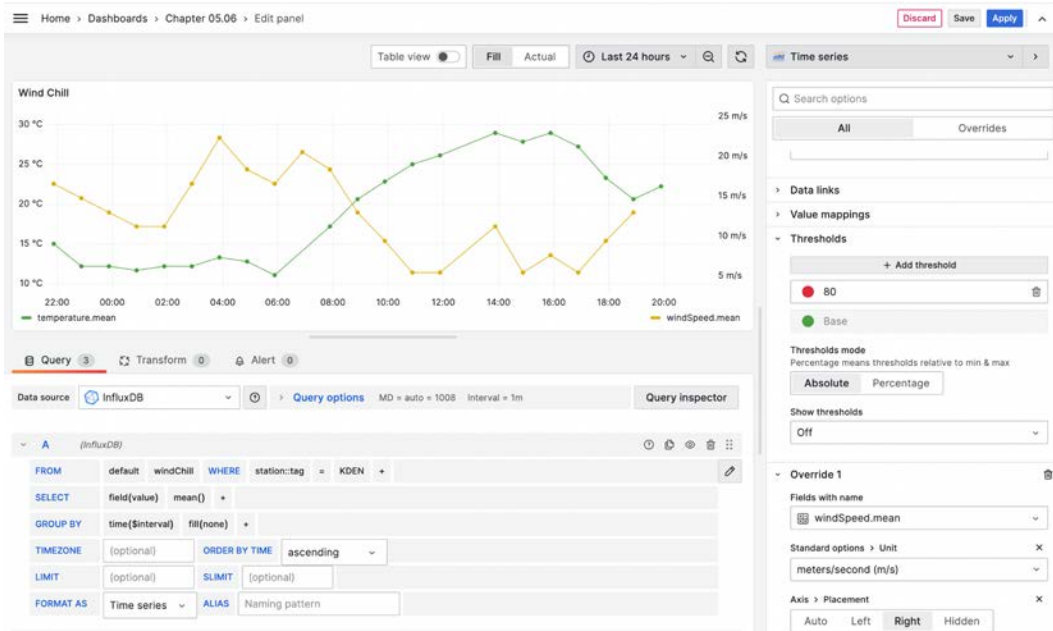 Home › Dashboards › Chapter 05.06 › Edit panel
Discard Save Apply
Table view Fill Actual Last 24 hours
Time series
Wind Chill
30 °C
25 °C
20 °C
15 °C
10 °C
25 m/s
20 m/s
15 m/s
10 m/s
5 m/s
22:00 00:00 02:00 04:00 06:00 08:00 10:00 12:00 14:00 16:00 18:00 20:00
temperature.mean windSpeed.mean
Query 3 Transform 0 Alert 0
Data source InfluxDB › Query options MD = auto = 1008 Interval = 1m Query inspector
A (InfluxDB)
FROM default windChill WHERE station::tag = KDEN +
SELECT field(value) mean() +
GROUP BY time($interval) fill(none) +
TIMEZONE (optional) ORDER BY TIME ascending
LIMIT (optional) SLIMIT (optional)
FORMAT AS Time series ALIAS Naming pattern
Search options
All Overrides
Data links
Value mappings
Thresholds
+ Add threshold
80
Base
Thresholds mode
Percentage means thresholds relative to min & max
Absolute Percentage
Show thresholds
Off
Override 1
Fields with name
windSpeed.mean
Standard options > Unit
meters/second (m/s)
Axis > Placement
Auto Left Right Hidden